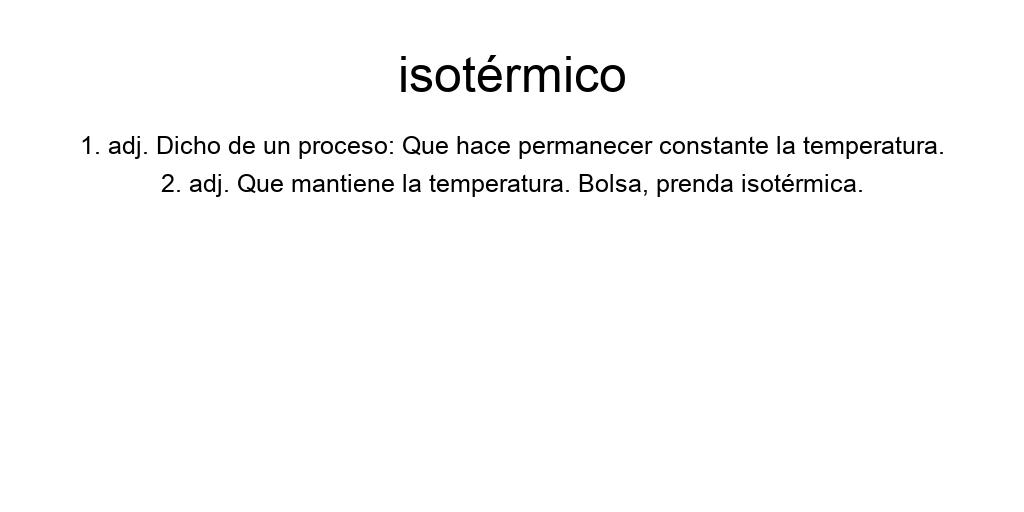 isotérmico
1. adj. Dicho de un proceso: Que hace permanecer constante la temperatura.
2. adj. Que mantiene la temperatura. Bolsa, prenda isotérmica.